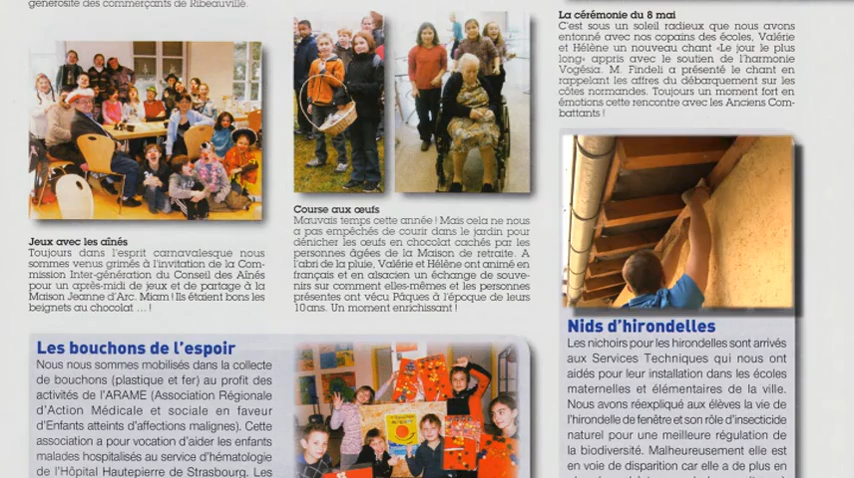 générosité des commerçants de Ribeauvillé.
Jeux avec les aînés
Toujours dans l'esprit carnavalesque nous
sommes venus grimés à l'invitation de la Com-
mission Inter-génération du Conseil des Aînés
pour un après-midi de jeux et de partage à la
Maison Jeanne d'Arc. Miam ! Ils étaient bons les
beignets au chocolat ... !
Course aux œufs
Mauvais temps cette année ! Mais cela ne nous
a pas empêchés de courir dans le jardin pour
dénicher les œufs en chocolat cachés par les
personnes âgées de la Maison de retraite. A
l'abri de la pluie, Valérie et Hélène ont animé en
français et en alsacien un échange de souve-
nirs sur comment elles-mêmes et les personnes
présentes ont vécu Pâques à l'époque de leurs
10 ans. Un moment enrichissant !
La cérémonie du 8 mai
C'est sous un soleil radieux que nous avons
entonné avec nos copains des écoles, Valérie
et Hélène un nouveau chant «Le jour le plus
long» appris avec le soutien de l'harmonie
Vogésia. M. Findeli a présenté le chant en
rappelant les affres du débarquement sur les
côtes normandes. Toujours un moment fort en
émotions cette rencontre avec les Anciens Com-
battants !
Les bouchons de l'espoir
Nous nous sommes mobilisés dans la collecte
de bouchons (plastique et fer) au profit des
activités de l'ARAME (Association Régionale
d'Action Médicale et sociale en faveur
d'Enfants atteints d'affections malignes). Cette
association a pour vocation d'aider les enfants
malades hospitalisés au service d'hématologie
de l'Hôpital Hautepierre de Strasbourg. Les
Nids d'hirondelles
Les nichoirs pour les hirondelles sont arrivés
aux Services Techniques qui nous ont
aidés pour leur installation dans les écoles
maternelles et élémentaires de la ville.
Nous avons réexpliqué aux élèves la vie de
l'hirondelle de fenêtre et son rôle d'insecticide
naturel pour une meilleure régulation de
la biodiversité. Malheureusement elle est
en voie de disparition car elle a de plus en